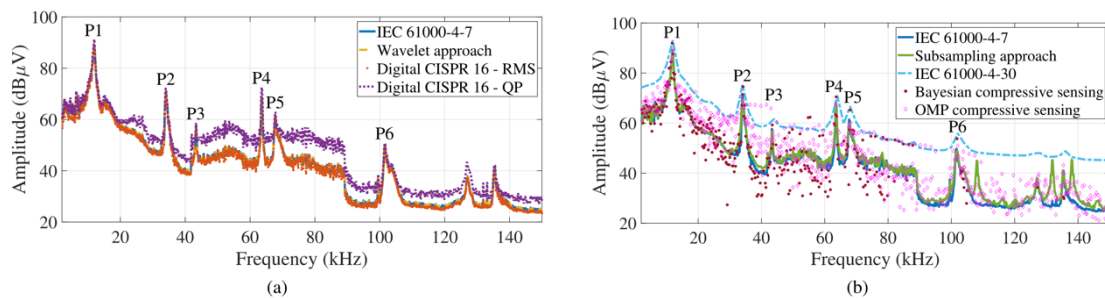 (a)
100
80
60
40
20
Amplitude (dBμV)
P1
P2
P3
P4
P5
P6
IEC 61000-4-7
Wavelet approach
Digital CISPR 16 - RMS
Digital CISPR 16 - QP
20 40 60 80 100 120 140
Frequency (kHz)
(a)
(b)
100
80
60
40
20
Amplitude (dBμV)
P1
P2
P3
P4
P5
P6
IEC 61000-4-7
Subsampling approach
IEC 61000-4-30
Bayesian compressive sensing
OMP compressive sensing
20 40 60 80 100 120 140
Frequency (kHz)
(b)